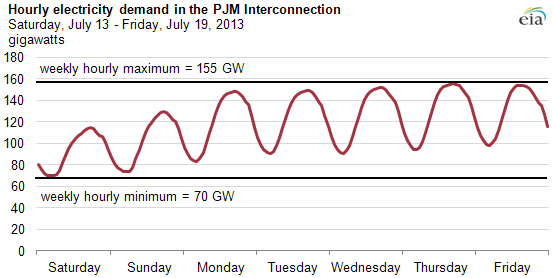 Hourly electricity demand in the PJM Interconnection
Saturday, July 13 - Friday, July 19, 2013
gigawatts
eia
180
weekly hourly maximum = 155 GW
160
140
120
100
80
60
weekly hourly minimum = 70 GW
40
20
0
Saturday Sunday Monday Tuesday Wednesday Thursday Friday